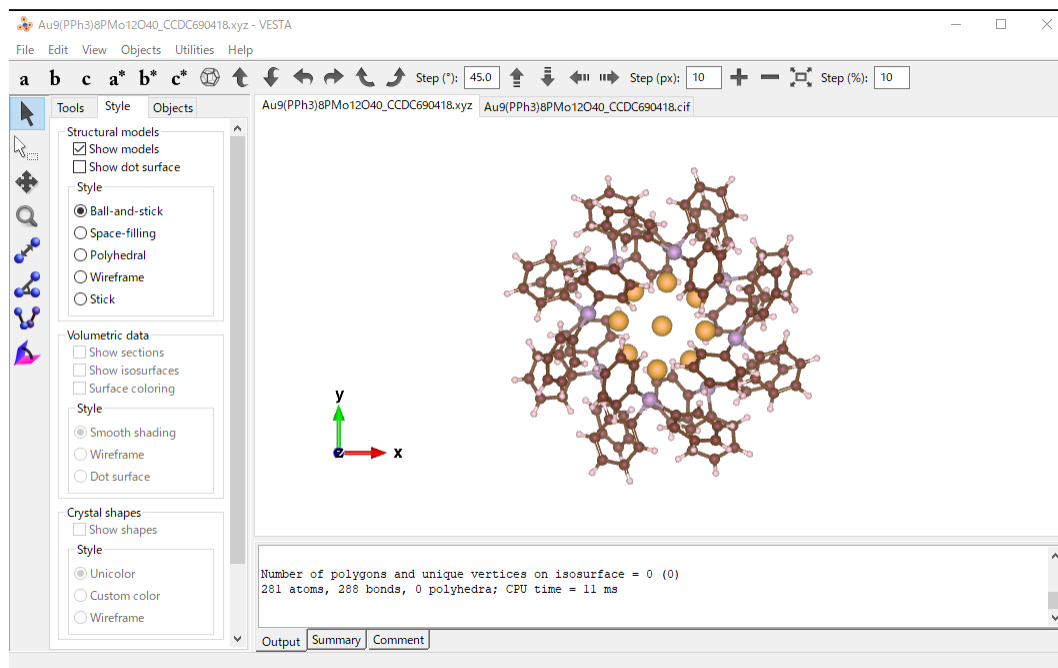 Au9(PPh3)8PMo12O40_CCDC690418.xyz - VESTA
File Edit View Objects Utilities Help
a b c a* b* c* Step (°): 45.0 Step (px): 10 Step (%): 10
Tools Style Objects
Au9(PPh3)8PMo12O40_CCDC690418.xyz Au9(PPh3)8PMo12O40_CCDC690418.cif
Structural models
Show models
Show dot surface
Style
Ball-and-stick
Space-filling
Polyhedral
Wireframe
Stick
Volumetric data
Show sections
Show isosurfaces
Surface coloring
Style
Smooth shading
Wireframe
Dot surface
Crystal shapes
Show shapes
Style
Unicolor
Custom color
Wireframe
y
z x
Number of polygons and unique vertices on isosurface = 0 (0)
281 atoms, 288 bonds, 0 polyhedra; CPU time = 11 ms
Output Summary Comment